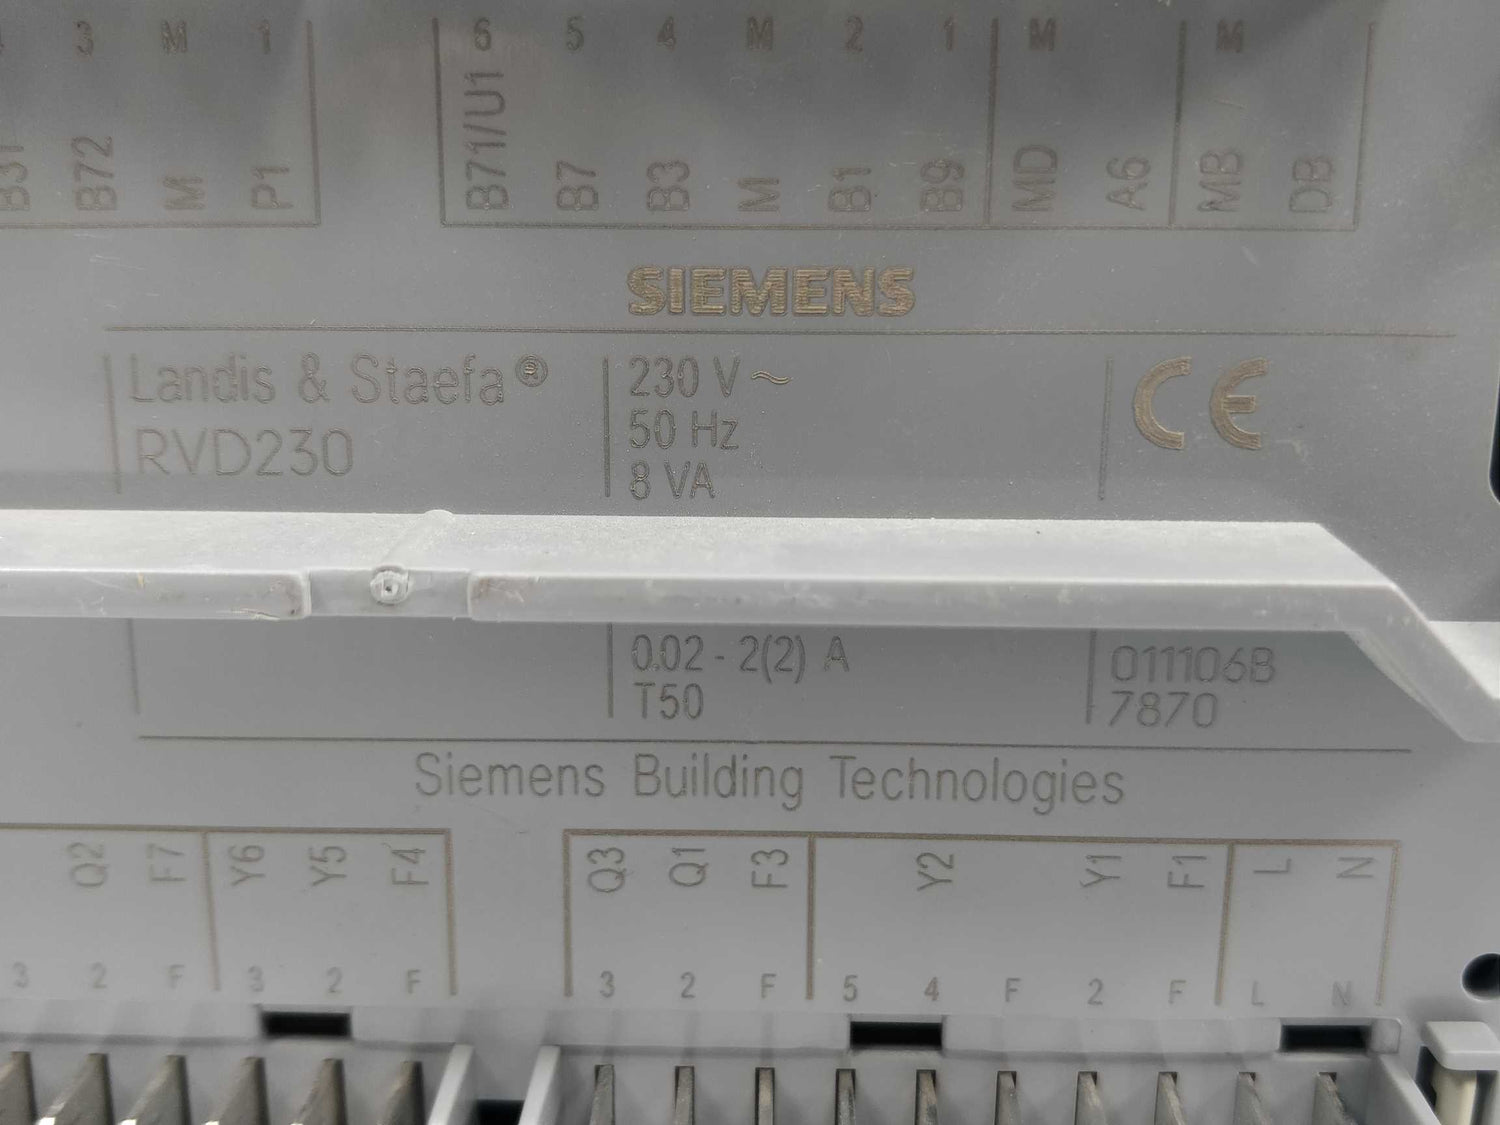 3 M 1 6 5 4 M 2 1 M M
B31 B72 M P1 B71/U1 B7 B3 M B1 B9 MD A6 MB DB
SIEMENS
Landis & Staefa® 230 V ~ CE
RVD230 50 Hz
8 VA
0.02 - 2(2) A 011106B
T50 7870
Siemens Building Technologies
Q2 F7 Y6 Y5 F4 Q3 Q1 F3 Y2 Y1 F1 L N
3 2 F 3 2 F 3 2 F 5 4 F 2 F L N